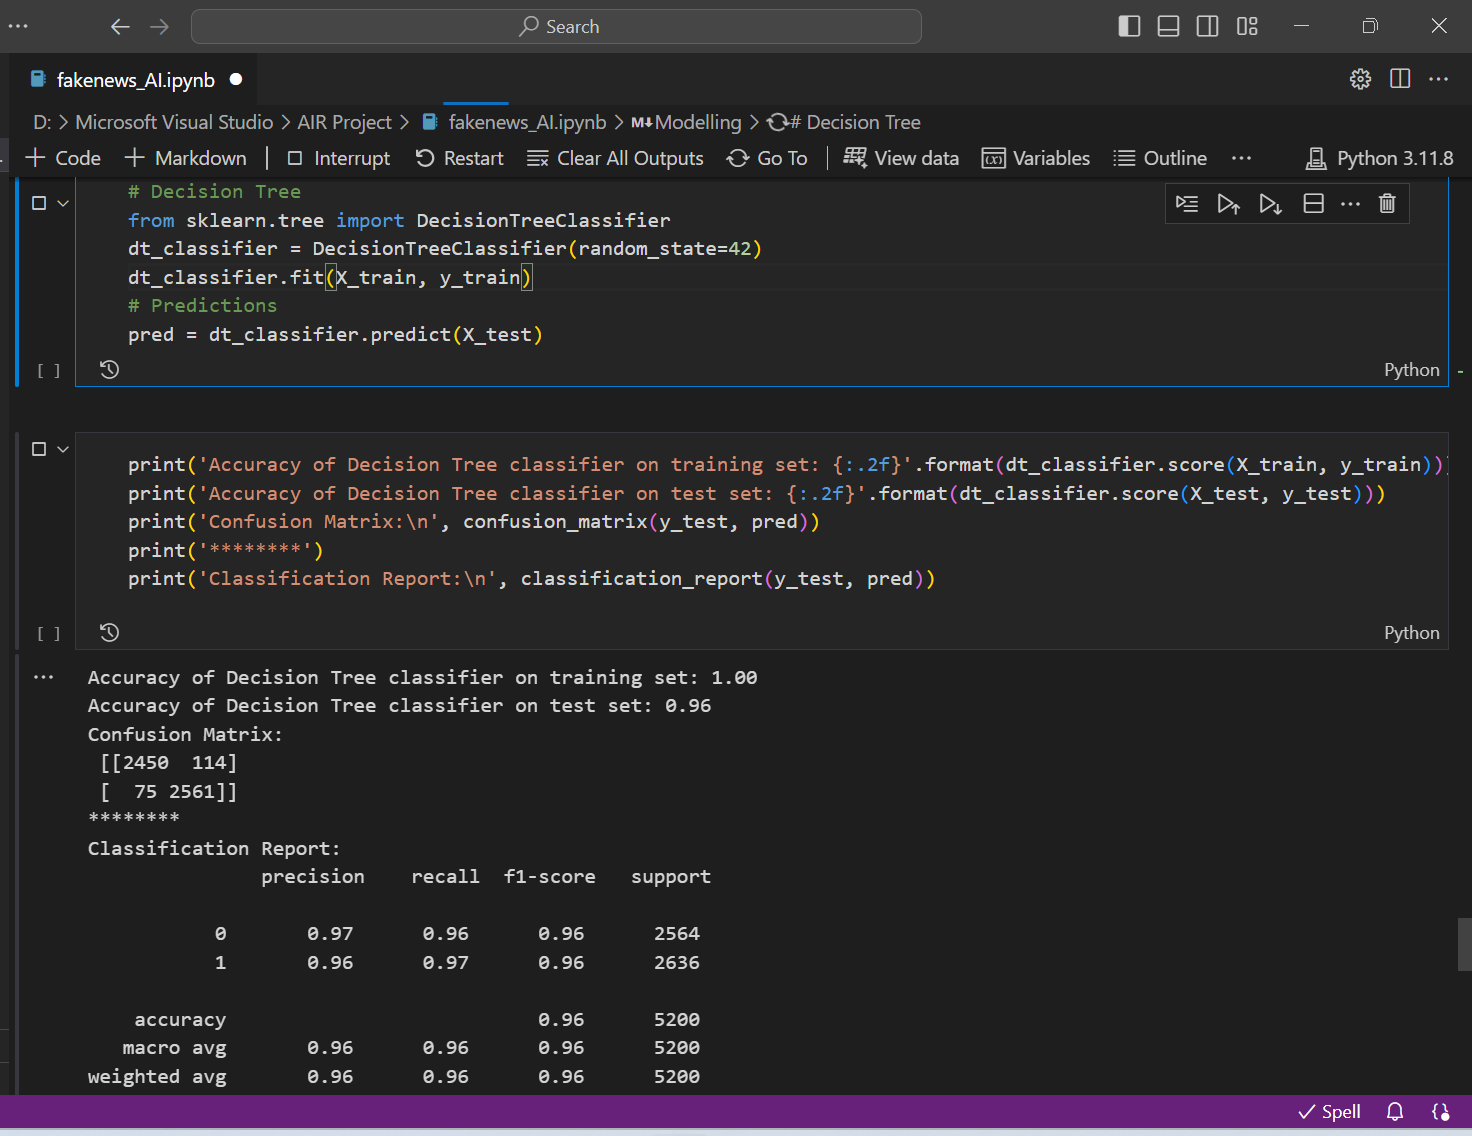 Search
fakenews_AI.ipynb
D: > Microsoft Visual Studio > AIR Project > fakenews_AI.ipynb > M↓Modelling > # Decision Tree
+ Code + Markdown | Interrupt Restart Clear All Outputs Go To | View data Variables Outline ... Python 3.11.8
# Decision Tree
from sklearn.tree import DecisionTreeClassifier
dt_classifier = DecisionTreeClassifier(random_state=42)
dt_classifier.fit(X_train, y_train)
# Predictions
pred = dt_classifier.predict(X_test)
[ ] Python
print('Accuracy of Decision Tree classifier on training set: {:.2f}'.format(dt_classifier.score(X_train, y_train)))
print('Accuracy of Decision Tree classifier on test set: {:.2f}'.format(dt_classifier.score(X_test, y_test)))
print('Confusion Matrix:\n', confusion_matrix(y_test, pred))
print('********')
print('Classification Report:\n', classification_report(y_test, pred))
[ ] Python
Accuracy of Decision Tree classifier on training set: 1.00
Accuracy of Decision Tree classifier on test set: 0.96
Confusion Matrix:
[[2450 114]
[ 75 2561]]
********
Classification Report:
precision recall f1-score support
0 0.97 0.96 0.96 2564
1 0.96 0.97 0.96 2636
accuracy 0.96 5200
macro avg 0.96 0.96 0.96 5200
weighted avg 0.96 0.96 0.96 5200
Spell